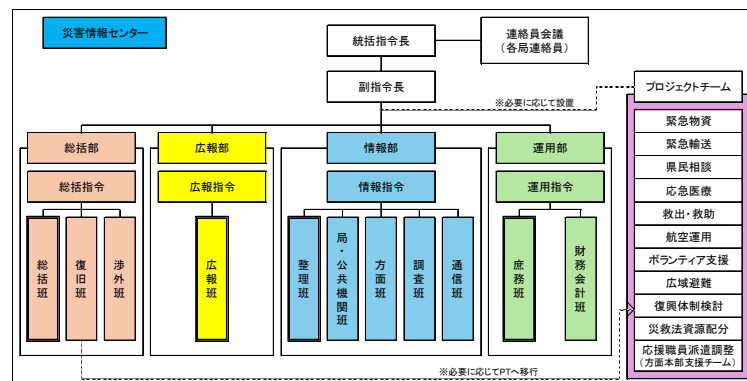 災害情報センター
統括指令長
連絡員会議
(各局連絡員)
副指令長
※必要に応じて設置
プロジェクトチーム
総括部
広報部
情報部
運用部
総括指令
広報指令
情報指令
運用指令
総括班
復旧班
渉外班
広報班
整理班
局・公共機関班
方面班
調査班
通信班
庶務班
財務会計班
緊急物資
緊急輸送
県民相談
応急医療
救出・救助
航空運用
ボランティア支援
広域避難
復興体制検討
災救法資源配分
応援職員派遣調整
(方面本部支援チーム)
※必要に応じてPTへ移行